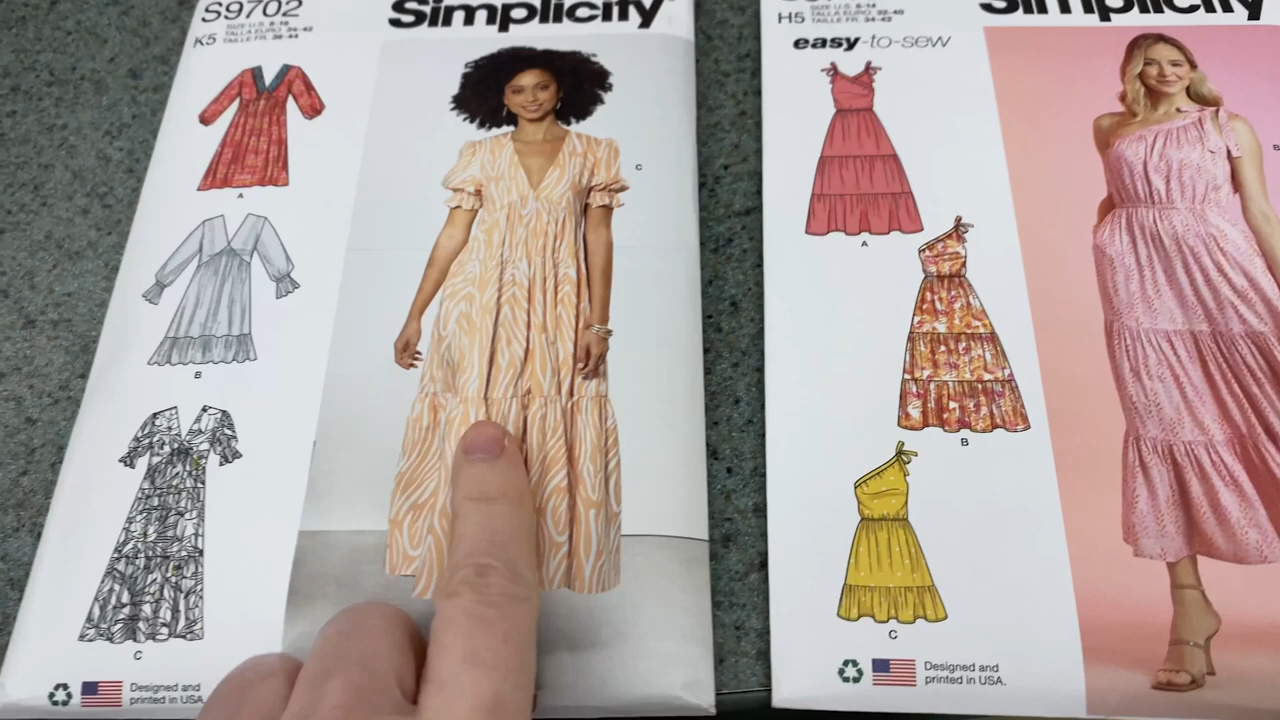 S9702
K5
SIZE U.S. 8-16
TALLA EURO. 34-42
TAILLE FR. 36-44
Simplicity
A
B
C
C
Designed and
printed in USA.
H5
SIZE U.S. 6-14
TALLA EURO. 32-40
TAILLE FR. 34-42
Simplicity
easy-to-sew
A
B
C
B
Designed and
printed in USA.